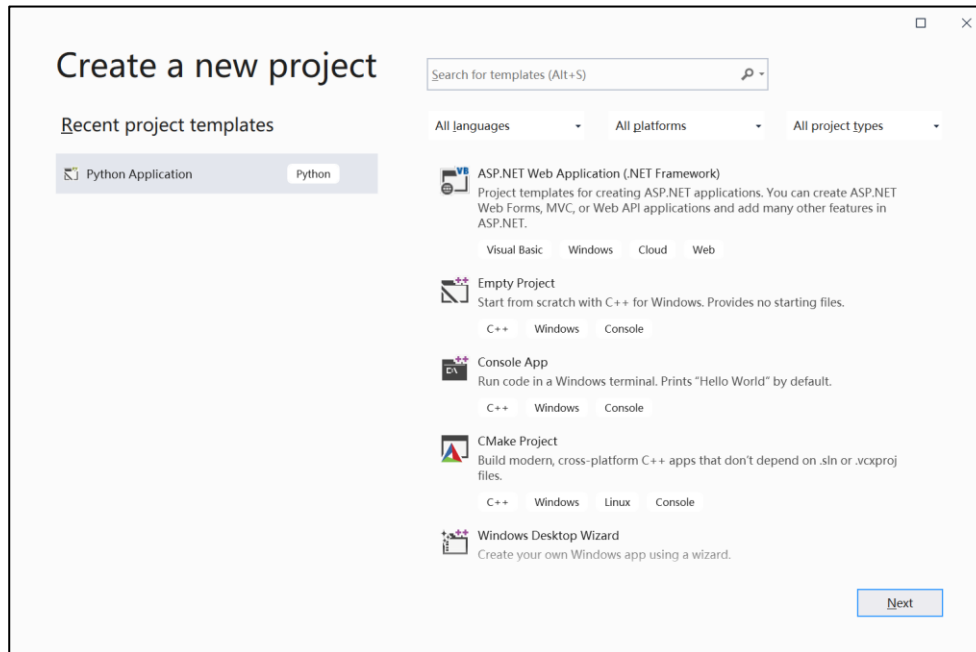 Create a new project
Search for templates (Alt+S)
Recent project templates
All languages
All platforms
All project types
Python Application
Python
ASP.NET Web Application (.NET Framework)
Project templates for creating ASP.NET applications. You can create ASP.NET
Web Forms, MVC, or Web API applications and add many other features in
ASP.NET.
Visual Basic Windows Cloud Web
Empty Project
Start from scratch with C++ for Windows. Provides no starting files.
C++ Windows Console
Console App
Run code in a Windows terminal. Prints “Hello World” by default.
C++ Windows Console
CMake Project
Build modern, cross-platform C++ apps that don’t depend on .sln or .vcxproj
files.
C++ Windows Linux Console
Windows Desktop Wizard
Create your own Windows app using a wizard.
Next